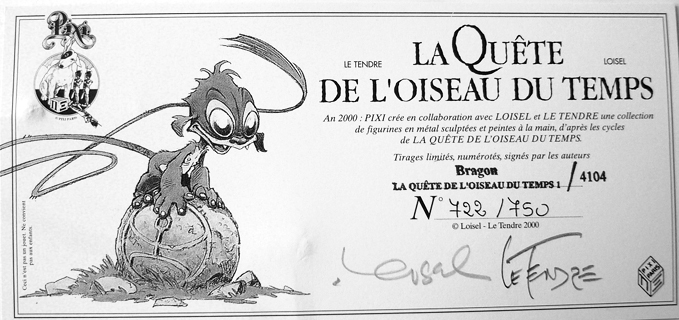 PiXi
LE TENDRE
LOISEL
LA QUÊTE
DE L'OISEAU DU TEMPS
An 2000 : PIXI crée en collaboration avec LOISEL et LE TENDRE une collection
de figurines en métal sculptées et peintes à la main, d'après les cycles
de LA QUÊTE DE L'OISEAU DU TEMPS.
Tirages limités, numérotés, signés par les auteurs
Bragon
LA QUÊTE DE L'OISEAU DU TEMPS 1 / 4104
N° 722 / 750
© Loisel - Le Tendre 2000
Loisel LeTendre
Ceci n'est pas un jouet. Ne convient
pas aux enfants.
PIXI
PARIS